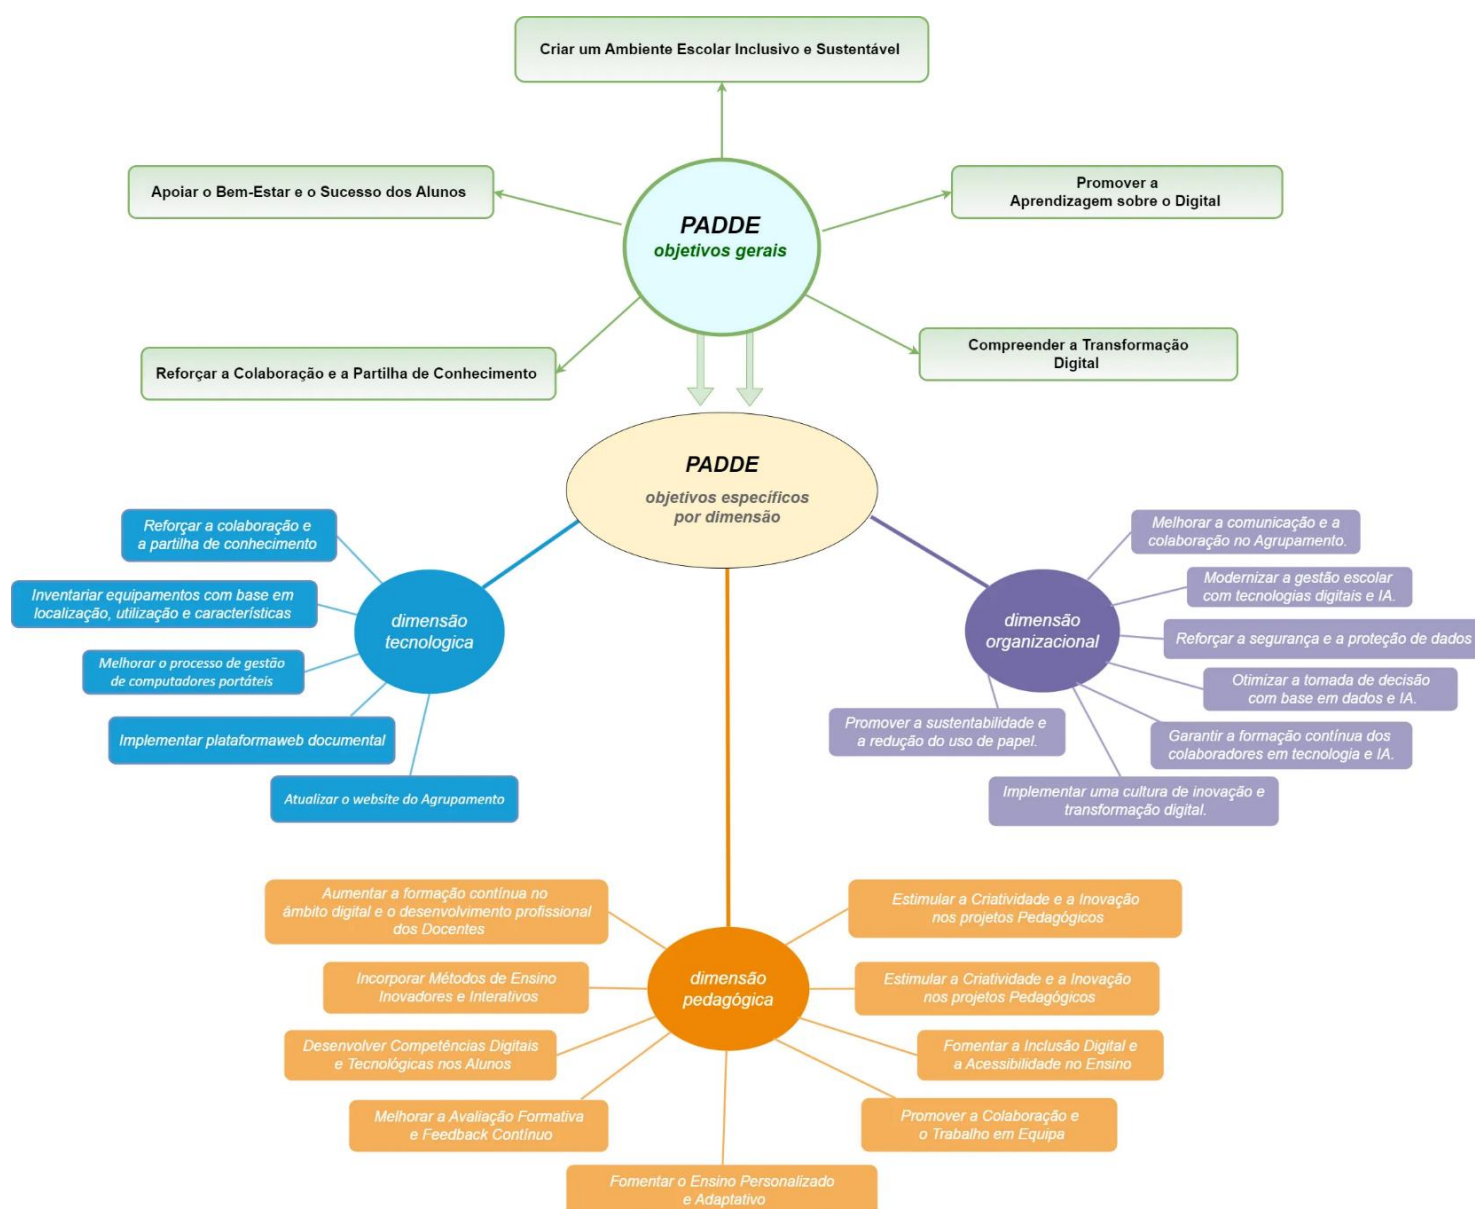 Criar um Ambiente Escolar Inclusivo e Sustentável
Apoiar o Bem-Estar e o Sucesso dos Alunos
Promover a
Aprendizagem sobre o Digital
PADDE
objetivos gerais
Reforçar a Colaboração e a Partilha de Conhecimento
Compreender a Transformação
Digital
PADDE
objetivos específicos
por dimensão
Reforçar a colaboração e
a partilha de conhecimento
Inventariar equipamentos com base em
localização, utilização e características
Melhorar o processo de gestão
de computadores portáteis
Implementar plataformaweb documental
Atualizar o website do Agrupamento
dimensão
tecnologica
dimensão
organizacional
Melhorar a comunicação e a
colaboração no Agrupamento.
Modernizar a gestão escolar
com tecnologias digitais e IA.
Reforçar a segurança e a proteção de dados
Otimizar a tomada de decisão
com base em dados e IA.
Garantir a formação contínua dos
colaboradores em tecnologia e IA.
Promover a sustentabilidade e
a redução do uso de papel.
Implementar uma cultura de inovação e
transformação digital.
Aumentar a formação contínua no
âmbito digital e o desenvolvimento profissional
dos Docentes
Incorporar Métodos de Ensino
Inovadores e Interativos
Desenvolver Competências Digitais
e Tecnológicas nos Alunos
Melhorar a Avaliação Formativa
e Feedback Contínuo
dimensão
pedagógica
Estimular a Criatividade e a Inovação
nos projetos Pedagógicos
Estimular a Criatividade e a Inovação
nos projetos Pedagógicos
Fomentar a Inclusão Digital e
a Acessibilidade no Ensino
Promover a Colaboração e
o Trabalho em Equipa
Fomentar o Ensino Personalizado
e Adaptativo